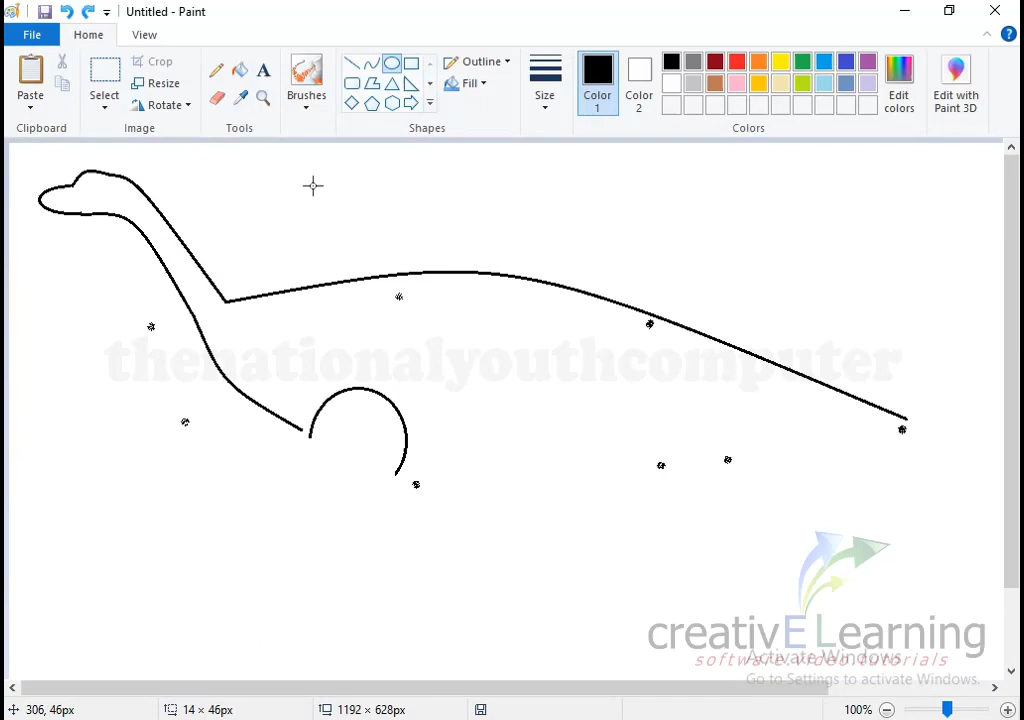 Untitled - Paint
File Home View
Paste Select Crop Resize Rotate Brushes Outline Fill Size Color 1 Color 2 Edit colors Edit with Paint 3D
Clipboard Image Tools Shapes Colors
thenationalyouthcomputer
creativELearning
software.video.tutorials
Activate Windows
Go to Settings to activate Windows.
306, 46px 14 × 46px 1192 × 628px 100%